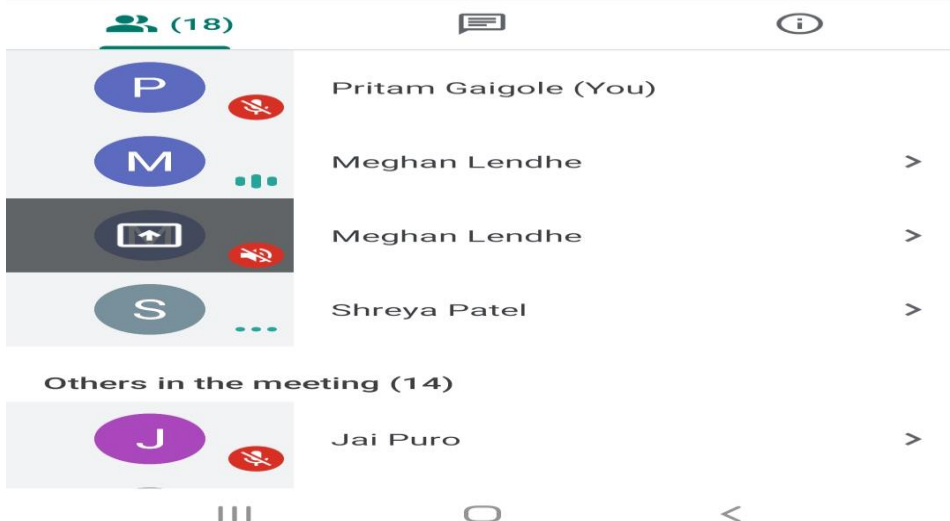 (18)
P Pritam Gaigole (You)
M Meghan Lendhe
Meghan Lendhe
S Shreya Patel
Others in the meeting (14)
J Jai Puro